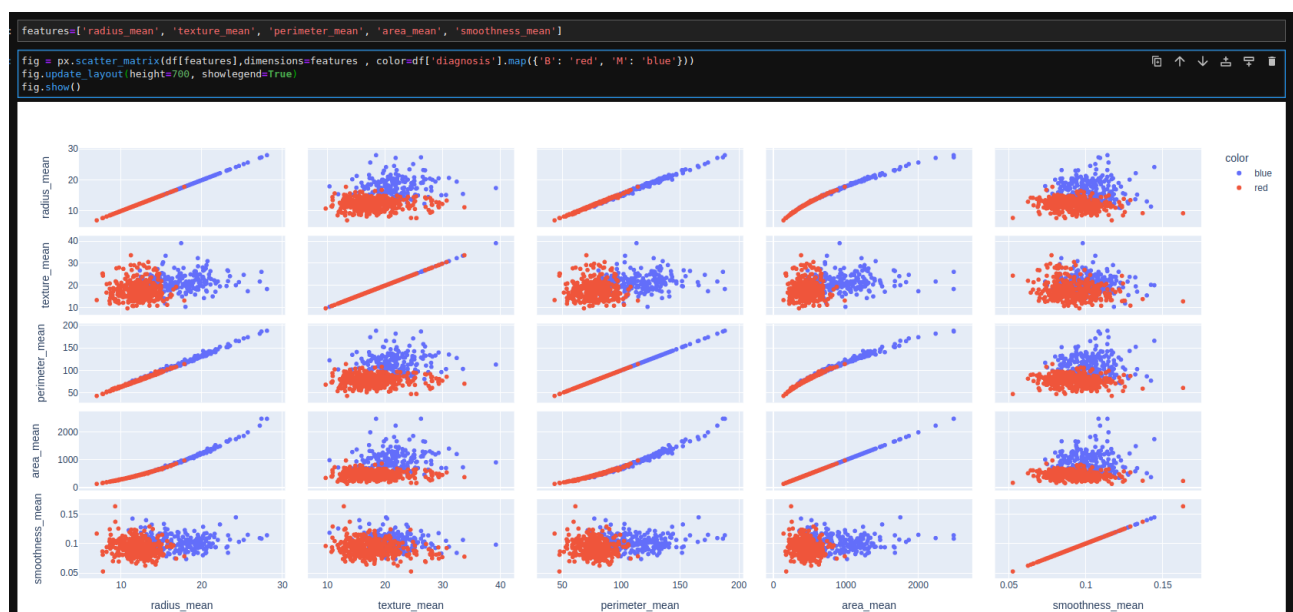 features=['radius_mean', 'texture_mean', 'perimeter_mean', 'area_mean', 'smoothness_mean']
fig = px.scatter_matrix(df[features],dimensions=features , color=df['diagnosis'].map({'B': 'red', 'M': 'blue'}))
fig.update_layout(height=700, showlegend=True)
fig.show()
color
blue
red
radius_mean
30
20
10
texture_mean
40
30
20
10
perimeter_mean
200
150
100
50
area_mean
2000
1000
0
smoothness_mean
0.15
0.1
0.05
10 20 30 10 20 30 40 50 100 150 200 0 1000 2000 0.05 0.1 0.15
radius_mean texture_mean perimeter_mean area_mean smoothness_mean